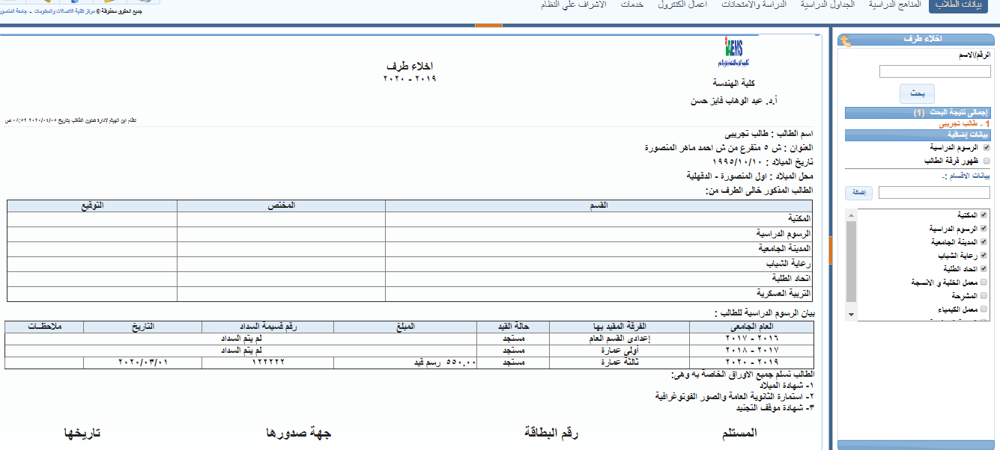 بيانات الطلاب
المناهج الدراسية
الجداول الدراسية
الدراسة والامتحانات
اعمال الكنترول
خدمات
الاشراف علي النظام
جميع الحقوق محفوظة © مركز تقنية الاتصالات والمعلومات - جامعة المنصور
اخلاء طرف
الرقم/الاسم
بحث
إجمالى نتيجة البحث (1)
1 - طالب تجريبى
بيانات إضافية
الرسوم الدراسية
ظهور فرقة الطالب
بيانات الاقسام :-
إضافة
المكتبة
الرسوم الدراسية
المدينة الجامعية
رعاية الشباب
اتحاد الطلبة
معمل الخلية و الانسجة
المشرحة
معمل الكيمياء
AEMS
كلية الهندسة
أ.د. عبد الوهاب فايز حسن
اخلاء طرف
٢٠١٩ - ٢٠٢٠
نظام ابن الهيثم لإدارة شئون الطلاب بتاريخ ٢٠٢٠/٠٤/٠٥ ٠٨:٥٢ ص
اسم الطالب : طالب تجريبى
العنوان : ش ٥ متفرع من ش احمد ماهر المنصورة
تاريخ الميلاد : ١٩٩٥/١٠/١٠
محل الميلاد : اول المنصورة - الدقهلية
الطالب المذكور خالى الطرف من:
القسم المختص التوقيع
المكتبة
الرسوم الدراسية
المدينة الجامعية
رعاية الشباب
اتحاد الطلبة
التربية العسكرية
بيان الرسوم الدراسية للطالب :
العام الجامعى الفرقة المقيد بها حالة القيد المبلغ رقم قسيمة السداد التاريخ ملاحظات
٢٠١٦ - ٢٠١٧ إعدادى القسم العام مستجد لم يتم السداد
٢٠١٧ - ٢٠١٨ أولى عمارة مستجد لم يتم السداد
٢٠١٩ - ٢٠٢٠ ثالثة عمارة مستجد ٥٥٠.٠٠ رسم قيد ١٢٢٢٢٢ ٢٠٢٠/٠٣/٠١
الطالب تسلم جميع الاوراق الخاصة به وهى:
١- شهادة الميلاد
٢- استمارة الثانوية العامة والصور الفوتوغرافية
٣- شهادة موقف التجنيد
المستلم رقم البطاقة جهة صدورها تاريخها